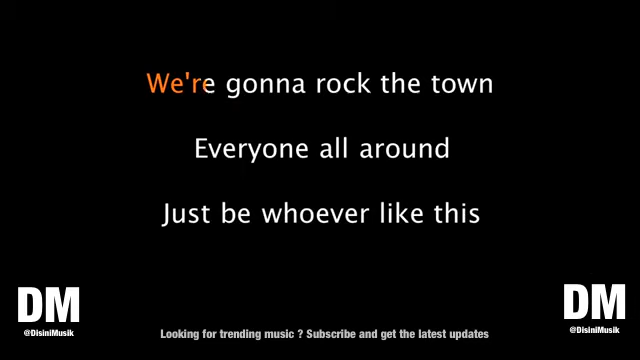 We're gonna rock the town
Everyone all around
Just be whoever like this
DM
@DisiniMusik
DM
@DisiniMusik
Looking for trending music ? Subscribe and get the latest updates